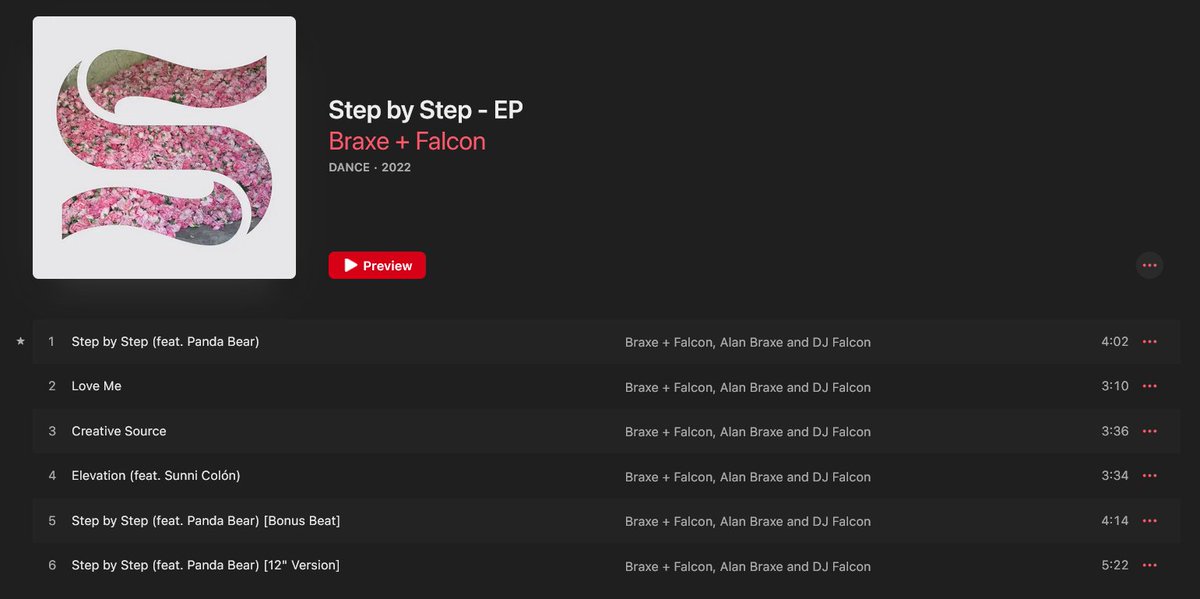 Step by Step - EP
Braxe + Falcon
DANCE · 2022
Preview
1 Step by Step (feat. Panda Bear) Braxe + Falcon, Alan Braxe and DJ Falcon 4:02
2 Love Me Braxe + Falcon, Alan Braxe and DJ Falcon 3:10
3 Creative Source Braxe + Falcon, Alan Braxe and DJ Falcon 3:36
4 Elevation (feat. Sunni Colón) Braxe + Falcon, Alan Braxe and DJ Falcon 3:34
5 Step by Step (feat. Panda Bear) [Bonus Beat] Braxe + Falcon, Alan Braxe and DJ Falcon 4:14
6 Step by Step (feat. Panda Bear) [12" Version] Braxe + Falcon, Alan Braxe and DJ Falcon 5:22